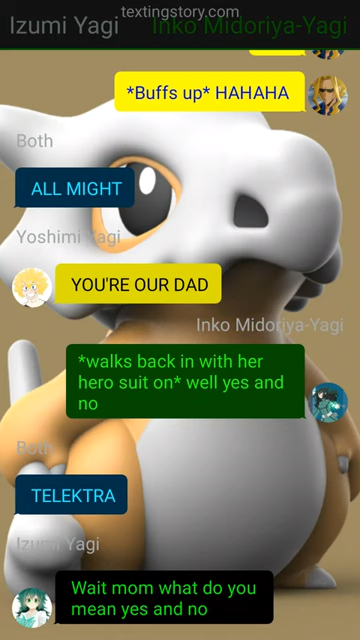 textingstory.com
Izumi Yagi Inko Midoriya-Yagi
*Buffs up* HAHAHA
Both
ALL MIGHT
Yoshimi Yagi
YOU'RE OUR DAD
Inko Midoriya-Yagi
*walks back in with her
hero suit on* well yes and
no
Both
TELEKTRA
Izumi Yagi
Wait mom what do you
mean yes and no